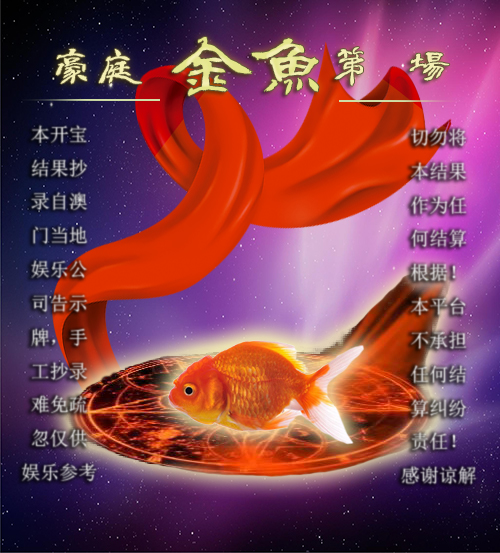 豪庭 金魚 第 場
本开宝
结果抄
录自澳
门当地
娱乐公
司告示
牌，手
工抄录
难免疏
忽仅供
娱乐参考
切勿将
本结果
作为任
何结算
根据！
本平台
不承担
任何结
算纠纷
责任！
感谢谅解